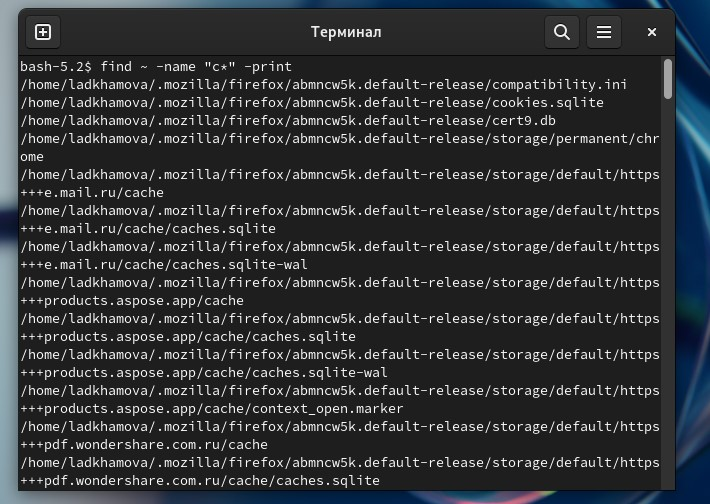 Терминал
bash-5.2$ find ~ -name "c*" -print
/home/ladkhamova/.mozilla/firefox/abmncw5k.default-release/compatibility.ini
/home/ladkhamova/.mozilla/firefox/abmncw5k.default-release/cookies.sqlite
/home/ladkhamova/.mozilla/firefox/abmncw5k.default-release/cert9.db
/home/ladkhamova/.mozilla/firefox/abmncw5k.default-release/storage/permanent/chr
ome
/home/ladkhamova/.mozilla/firefox/abmncw5k.default-release/storage/default/https
+++e.mail.ru/cache
/home/ladkhamova/.mozilla/firefox/abmncw5k.default-release/storage/default/https
+++e.mail.ru/cache/caches.sqlite
/home/ladkhamova/.mozilla/firefox/abmncw5k.default-release/storage/default/https
+++e.mail.ru/cache/caches.sqlite-wal
/home/ladkhamova/.mozilla/firefox/abmncw5k.default-release/storage/default/https
+++products.aspose.app/cache
/home/ladkhamova/.mozilla/firefox/abmncw5k.default-release/storage/default/https
+++products.aspose.app/cache/caches.sqlite
/home/ladkhamova/.mozilla/firefox/abmncw5k.default-release/storage/default/https
+++products.aspose.app/cache/caches.sqlite-wal
/home/ladkhamova/.mozilla/firefox/abmncw5k.default-release/storage/default/https
+++products.aspose.app/cache/context_open.marker
/home/ladkhamova/.mozilla/firefox/abmncw5k.default-release/storage/default/https
+++pdf.wondershare.com.ru/cache
/home/ladkhamova/.mozilla/firefox/abmncw5k.default-release/storage/default/https
+++pdf.wondershare.com.ru/cache/caches.sqlite